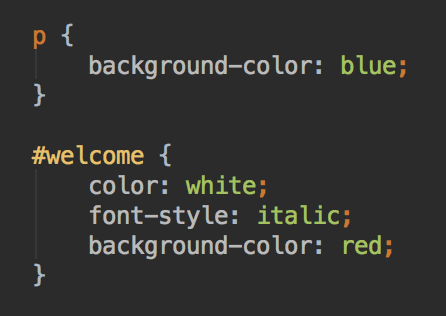 p {
    background-color: blue;
}

#welcome {
    color: white;
    font-style: italic;
    background-color: red;
}